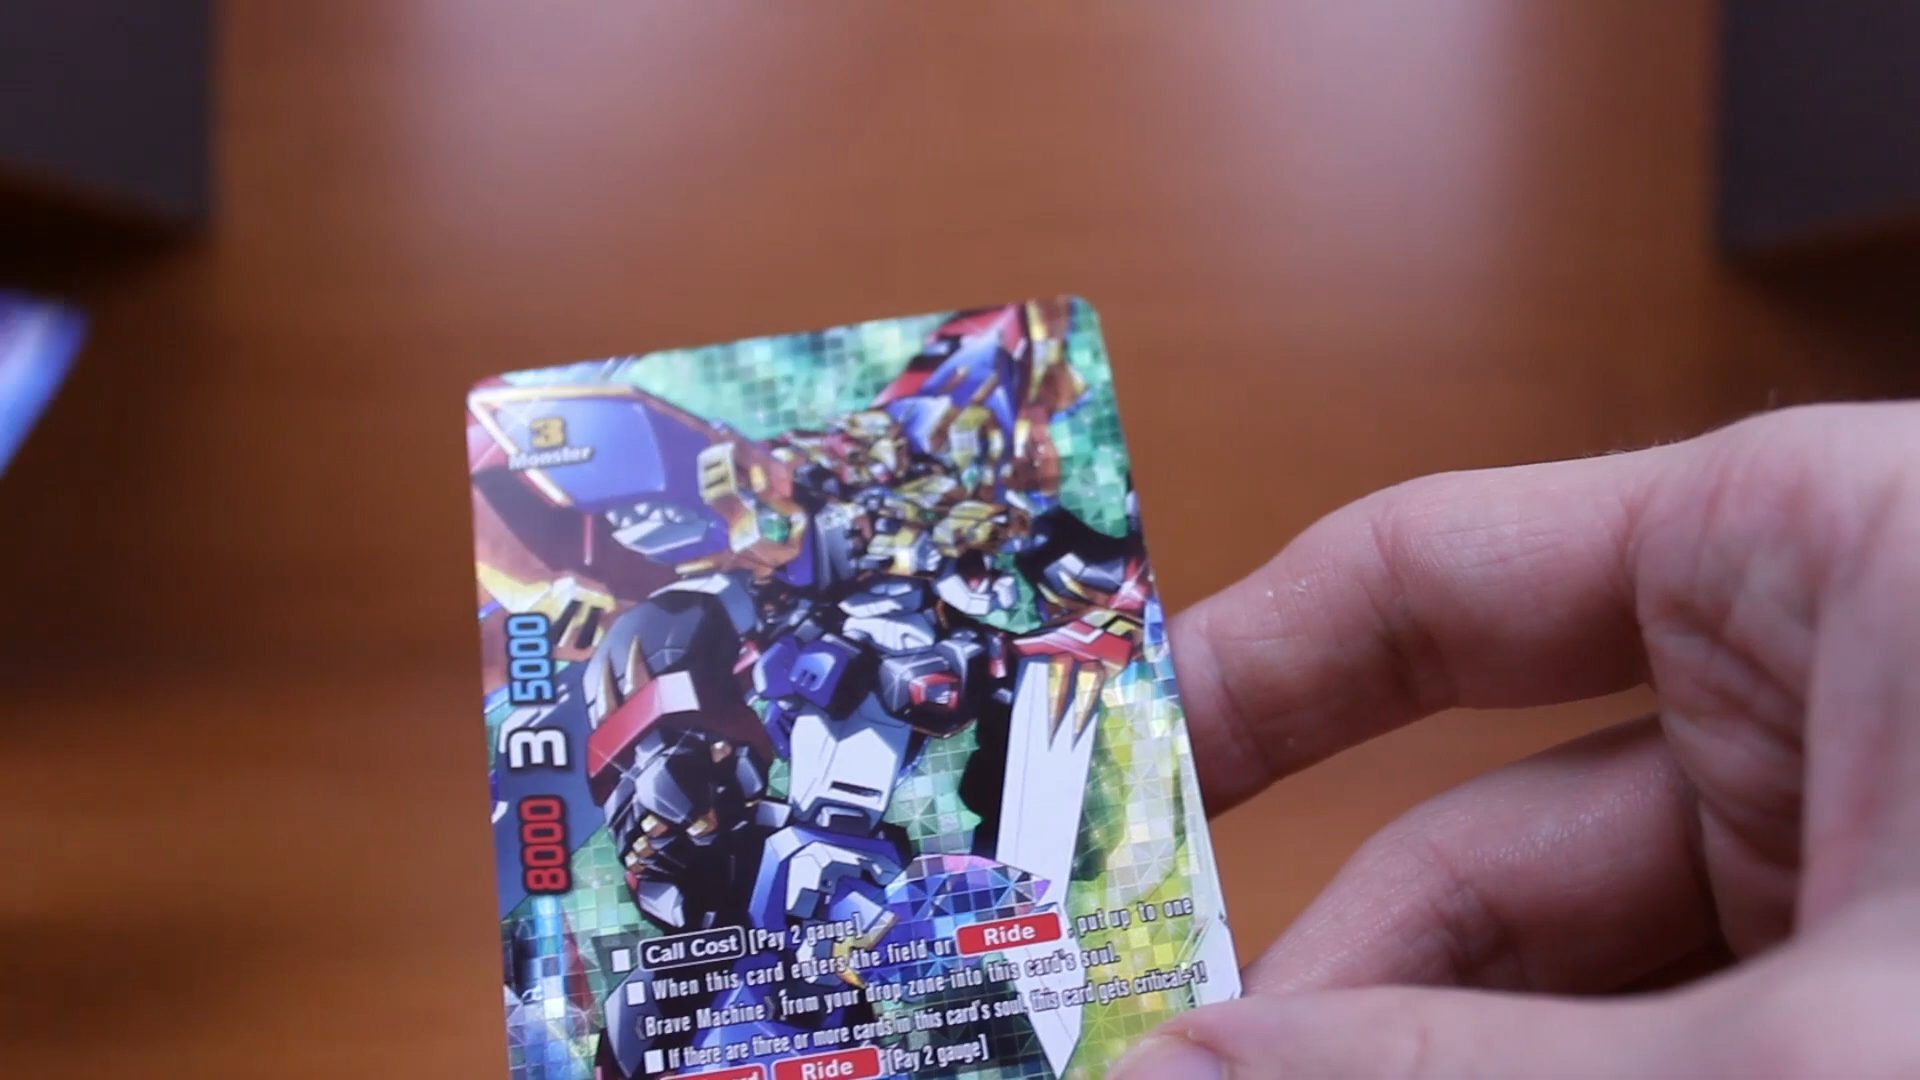 3
Monster
5000
3
8000
■ Call Cost [Pay 2 gauge]
■ When this card enters the field or Ride, put up to one
《Brave Machine》 from your drop zone into this card's soul.
■ If there are three or more cards in this card's soul, this card gets critical+1!
Ride [Pay 2 gauge]